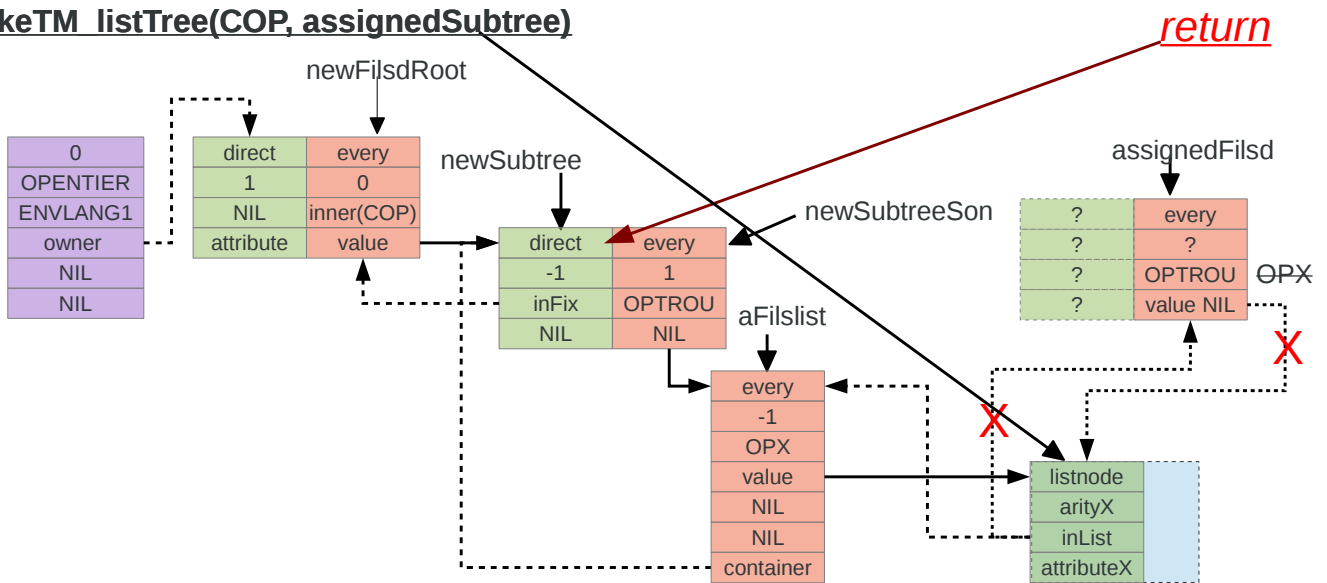 keTM_listTree(COP, assignedSubtree)
return
newFilsdRoot
newSubtree
newSubtreeSon
assignedFilsd
aFilslist
0
OPENTIER
ENVLANG1
owner
NIL
NIL
direct every
1 0
NIL inner(COP)
attribute value
direct every
-1 1
inFix OPTROU
NIL NIL
? every
? ?
? OPTROU OPX
? value NIL
X
X
every
-1
OPX
value
NIL
NIL
container
listnode
arityX
inList
attributeX